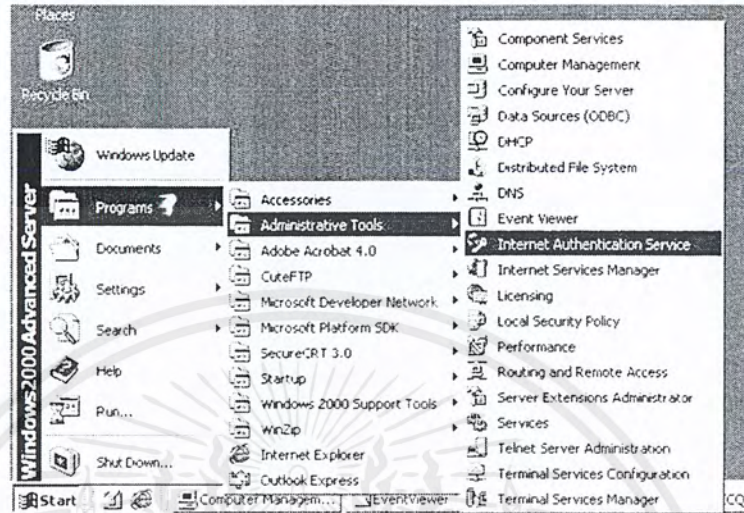 Places
Recycle Bin
Windows 2000 Advanced Server
Windows Update
Programs
Documents
Settings
Search
Help
Run...
Shut Down...
Accessories
Administrative Tools
Adobe Acrobat 4.0
CuteFTP
Microsoft Developer Network
Microsoft Platform SDK
SecureCRT 3.0
Startup
Windows 2000 Support Tools
WinZip
Internet Explorer
Outlook Express
Component Services
Computer Management
Configure Your Server
Data Sources (ODBC)
DHCP
Distributed File System
DNS
Event Viewer
Internet Authentication Service
Internet Services Manager
Licensing
Local Security Policy
Performance
Routing and Remote Access
Server Extensions Administrator
Services
Telnet Server Administration
Terminal Services Configuration
Terminal Services Manager
Start
Computer Managem...
EventViewer